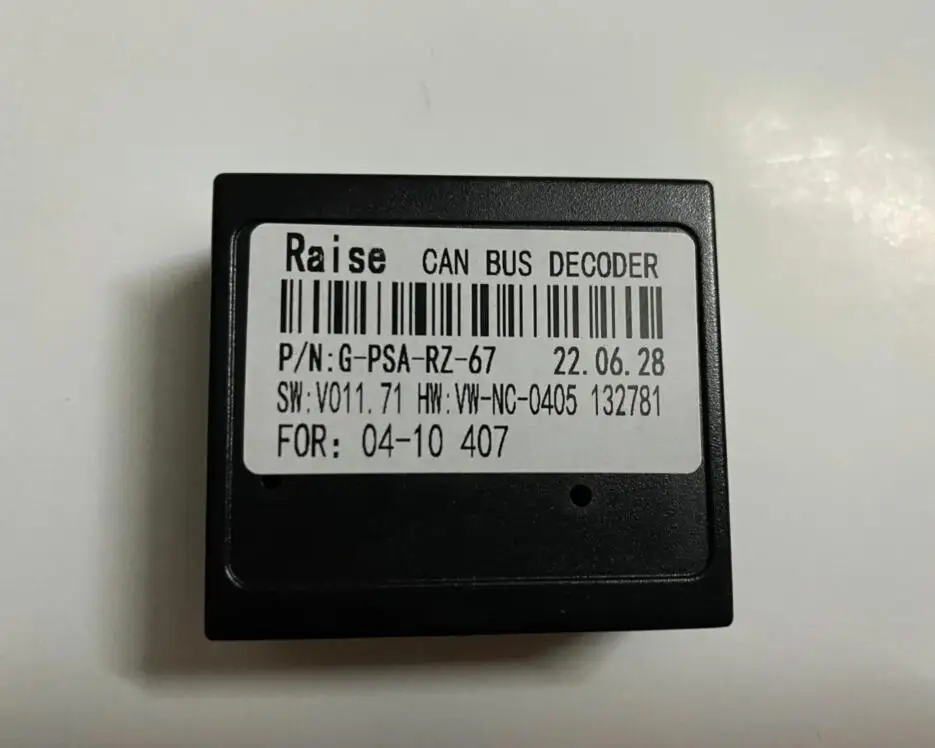 Raise CAN BUS DECODER
P/N:G-PSA-RZ-67 22.06.28
SW:V011.71 HW:VW-NC-0405 132781
FOR: 04-10 407